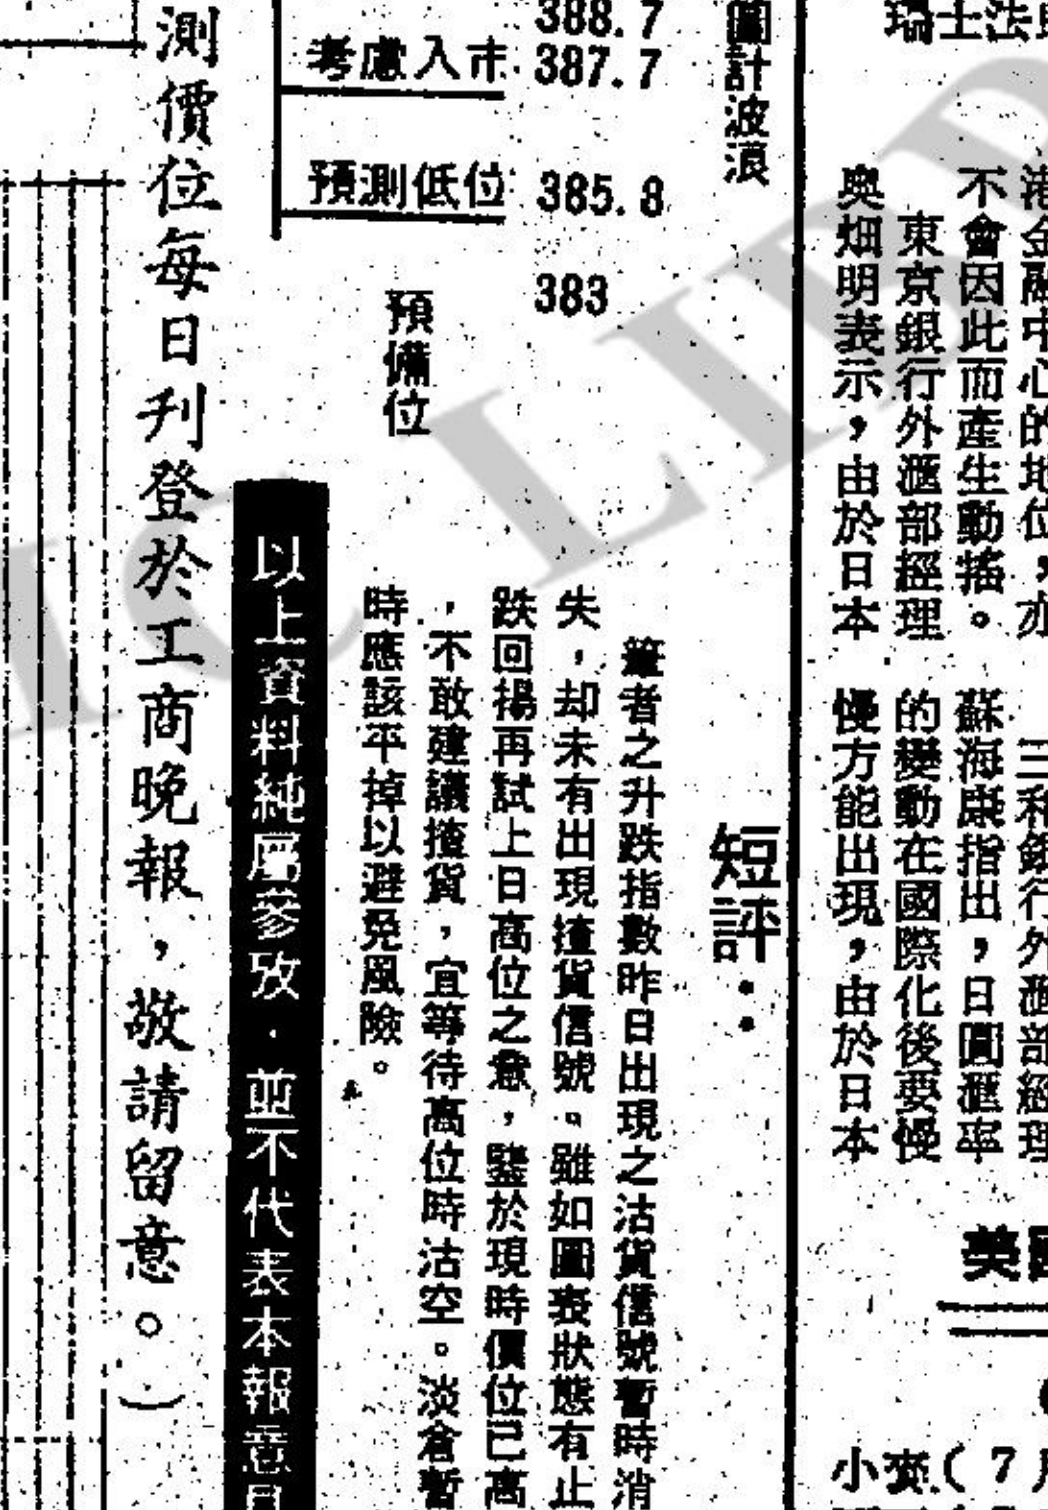 港金融中心的地位，亦
不會因此而產生動搖。
東京銀行外滙部經理
奧畑明表示，由於日本
三和銀行外滙部經理
蘇海康指出，日圓滙率
的變動在國際化後要慢
慢方能出現，由於日本
小麥(7月
圖計波浪
388.7
考慮入市 387.7
預測低位 385.8
383
預備位
短評：
筆者之升跌指數昨日出現之沽貨信號暫時消
失，却未有出現揸貨信號。雖如圖表狀態有止
跌回揚再試上日高位之意，鑒於現時價位已高
，不敢建議揸貨，宜等待高位時沽空。淡倉暫
時應該平掉以避免風險。
以上資料純屬參攷．並不代表本報意見
測價位每日刊登於工商晚報，敬請留意。）